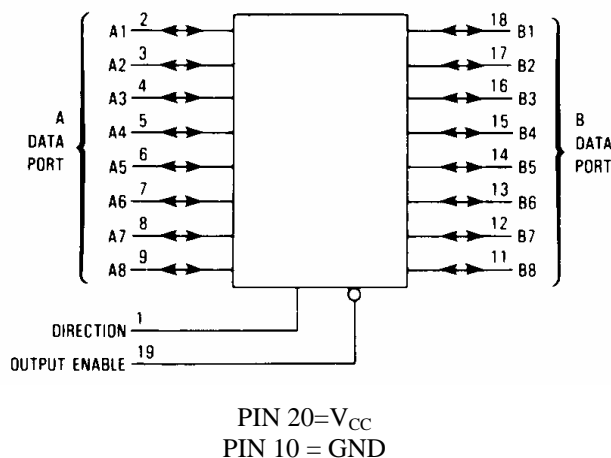 A1 2 18 B1
A2 3 17 B2
A3 4 16 B3
A4 5 15 B4
A5 6 14 B5
A6 7 13 B6
A7 8 12 B7
A8 9 11 B8
A
DATA
PORT
B
DATA
PORT
DIRECTION 1
OUTPUT ENABLE 19
PIN 20=VCC
PIN 10 = GND